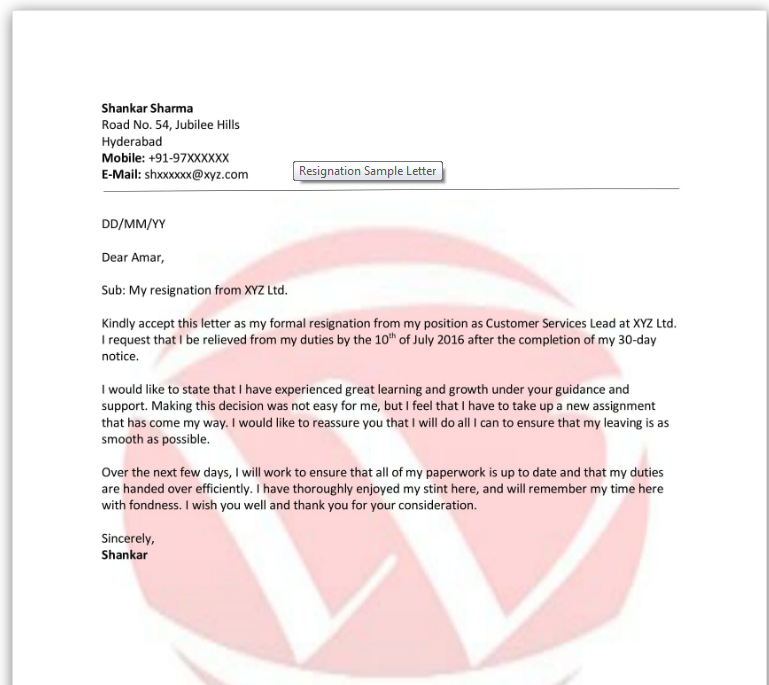 Shankar Sharma
Road No. 54, Jubilee Hills
Hyderabad
Mobile: +91-97XXXXXX
E-Mail: shxxxxxx@xyz.com
Resignation Sample Letter
DD/MM/YY
Dear Amar,
Sub: My resignation from XYZ Ltd.
Kindly accept this letter as my formal resignation from my position as Customer Services Lead at XYZ Ltd.
I request that I be relieved from my duties by the 10th of July 2016 after the completion of my 30-day
notice.
I would like to state that I have experienced great learning and growth under your guidance and
support. Making this decision was not easy for me, but I feel that I have to take up a new assignment
that has come my way. I would like to reassure you that I will do all I can to ensure that my leaving is as
smooth as possible.
Over the next few days, I will work to ensure that all of my paperwork is up to date and that my duties
are handed over efficiently. I have thoroughly enjoyed my stint here, and will remember my time here
with fondness. I wish you well and thank you for your consideration.
Sincerely,
Shankar